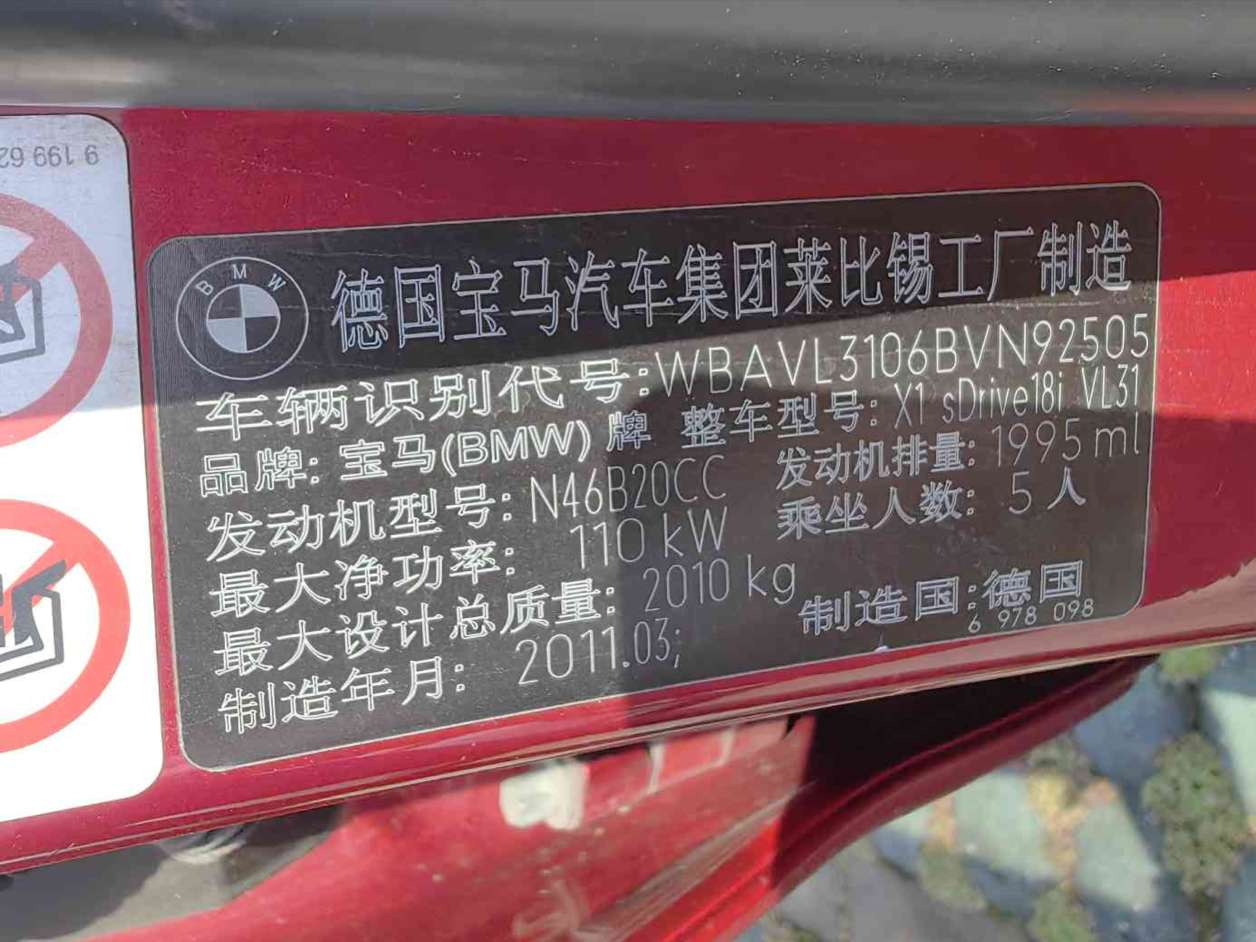 9 199 62
BMW
德国宝马汽车集团莱比锡工厂制造
车辆识别代号:WBAVL3106BVN92505
品牌: 宝马(BMW) 牌 整车型号: X1 sDrive18i VL31
发动机型号: N46B20CC 发动机排量: 1995 ml
最大净功率: 110 kW 乘坐人数: 5 人
最大设计总质量: 2010 kg
制造年月: 2011.03; 制造国:德国
6 978 098